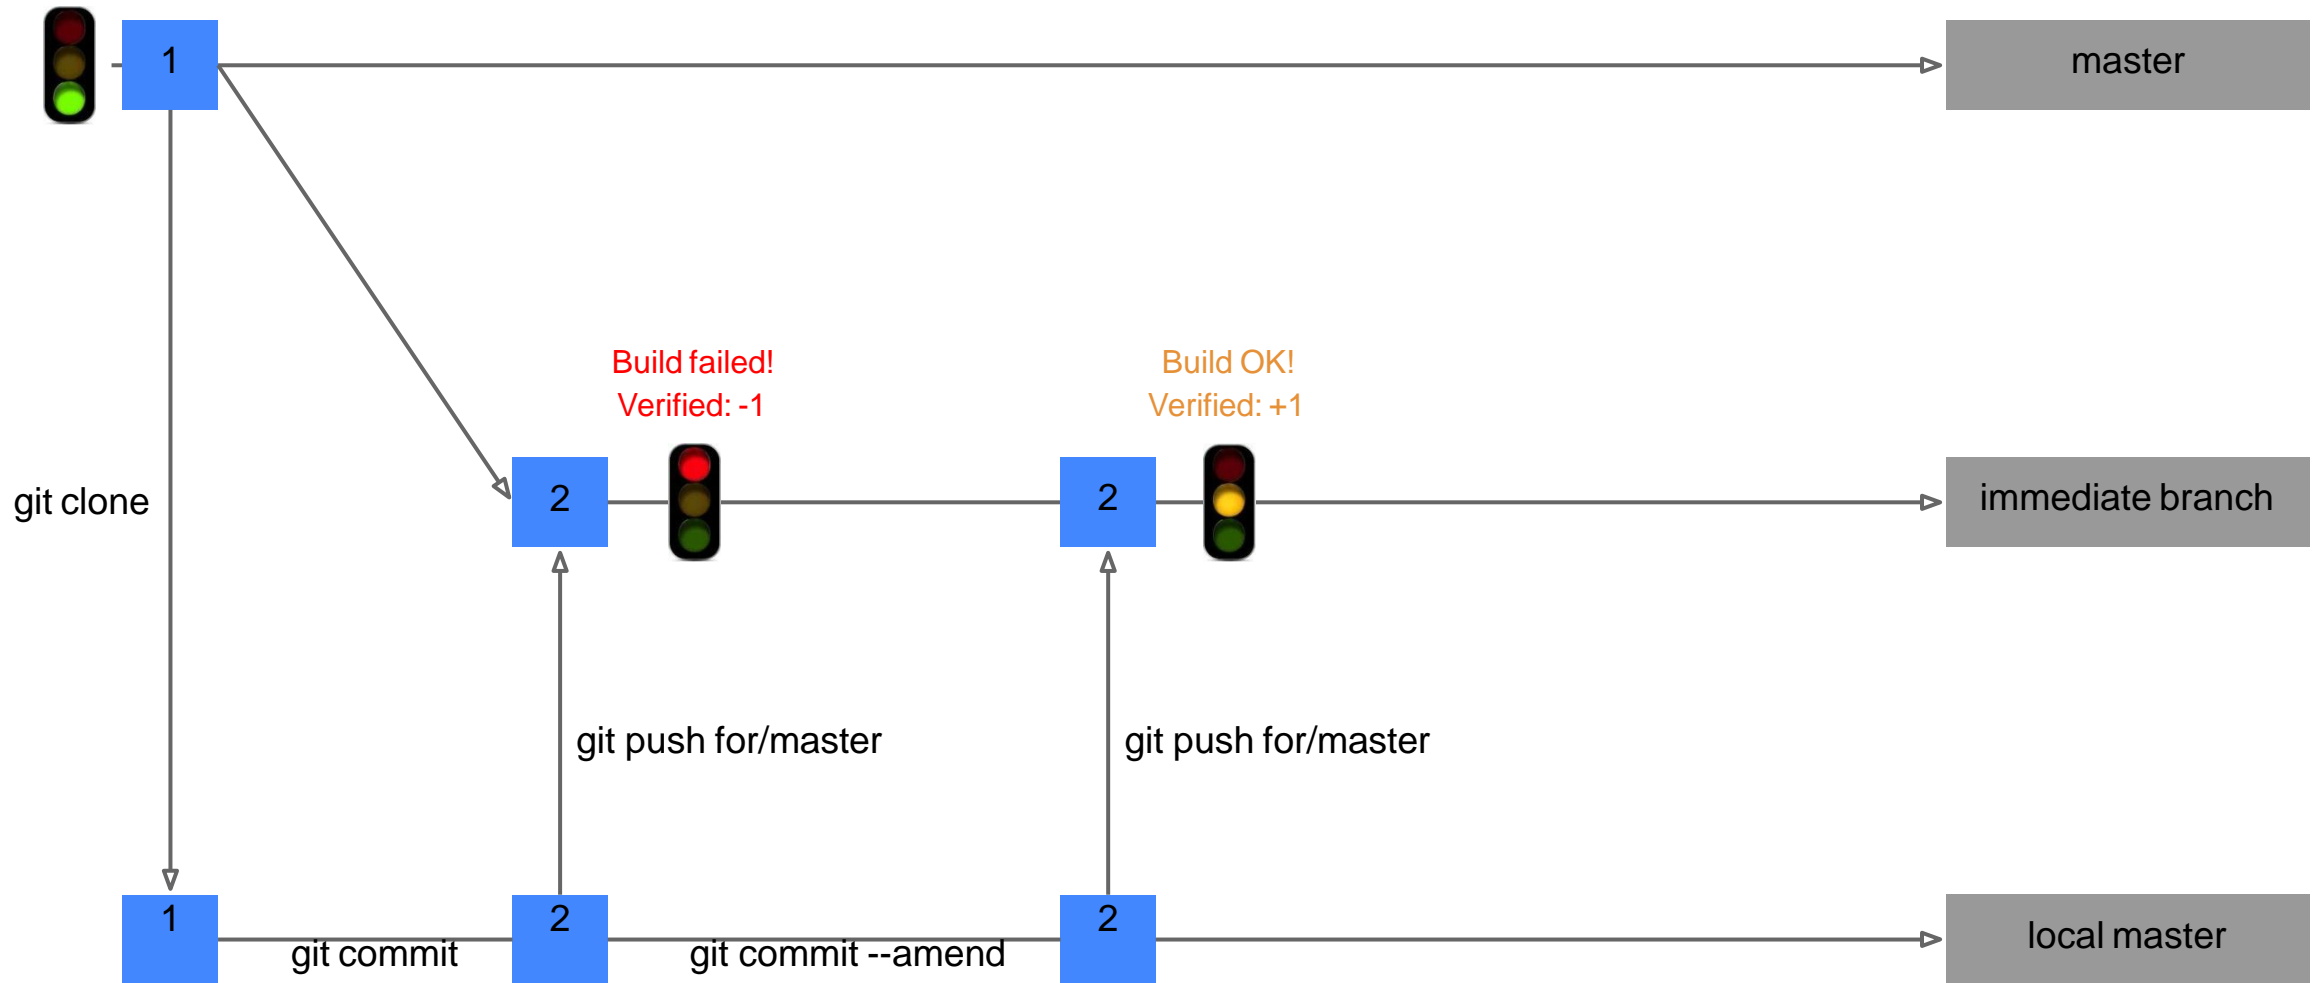 1
master
Build failed!
Verified: -1
Build OK!
Verified: +1
git clone
2
2
immediate branch
git push for/master
git push for/master
1
2
2
local master
git commit
git commit --amend